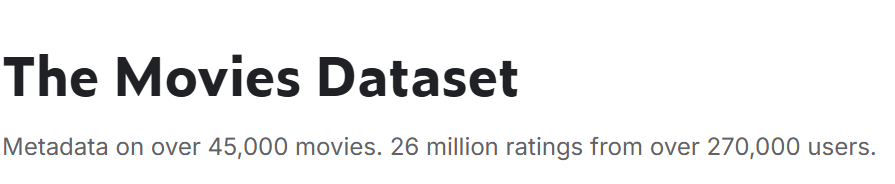 The Movies Dataset
Metadata on over 45,000 movies. 26 million ratings from over 270,000 users.